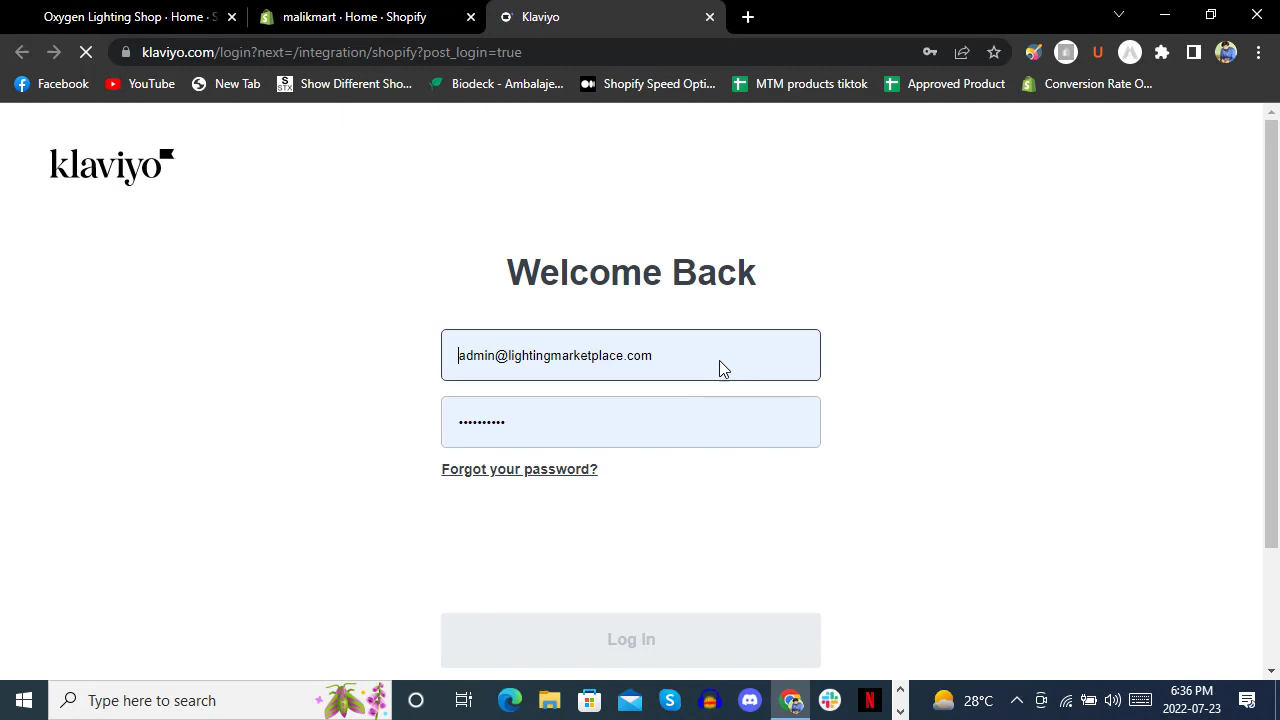 Oxygen Lighting Shop · Home · S
malikmart · Home · Shopify
Klaviyo
klaviyo.com/login?next=/integration/shopify?post_login=true
Facebook
YouTube
New Tab
STX
Show Different Sho...
Biodeck - Ambalaje...
Shopify Speed Opti...
MTM products tiktok
Approved Product
Conversion Rate O...
klaviyo
Welcome Back
admin@lightingmarketplace.com
••••••••••
Forgot your password?
Log In
Type here to search
28°C
6:36 PM
2022-07-23